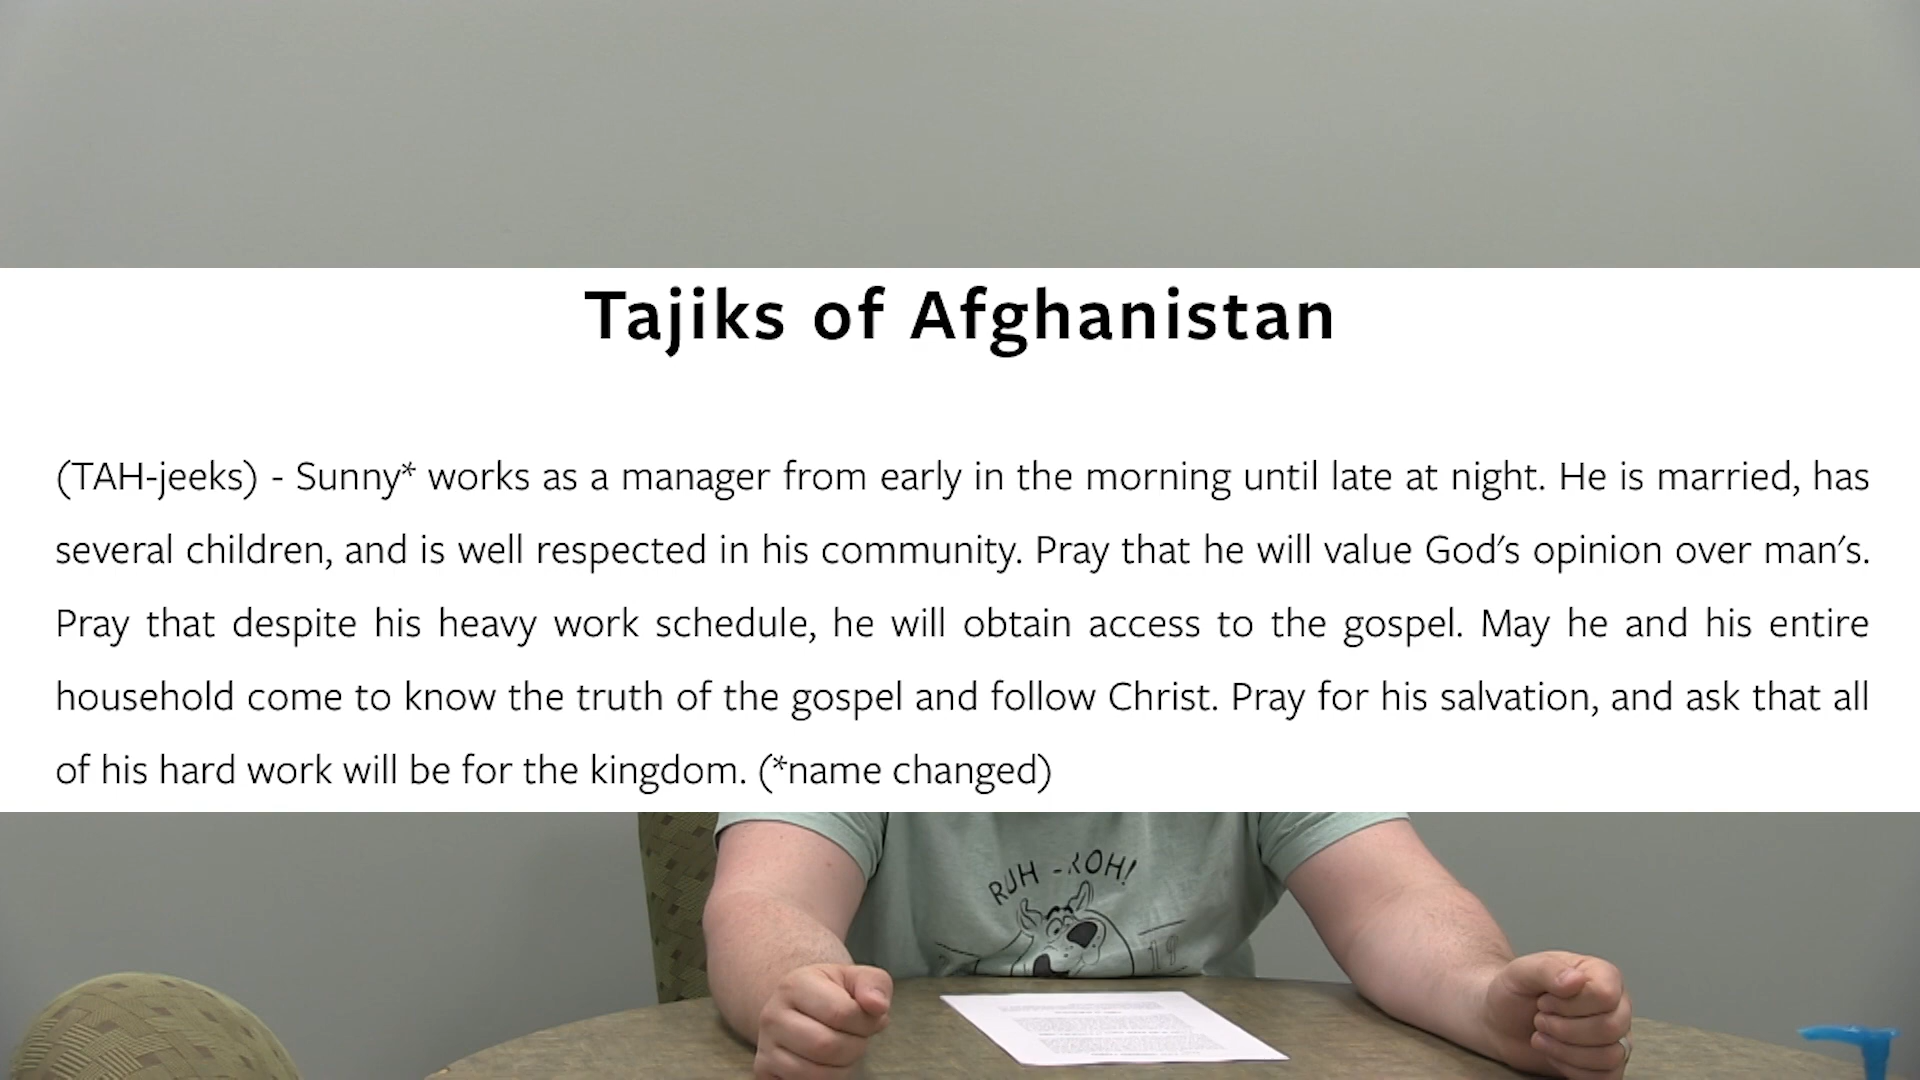 Tajiks of Afghanistan
(TAH-jeeks) - Sunny* works as a manager from early in the morning until late at night. He is married, has
several children, and is well respected in his community. Pray that he will value God's opinion over man's.
Pray that despite his heavy work schedule, he will obtain access to the gospel. May he and his entire
household come to know the truth of the gospel and follow Christ. Pray for his salvation, and ask that all
of his hard work will be for the kingdom. (*name changed)
RUH-ROH!